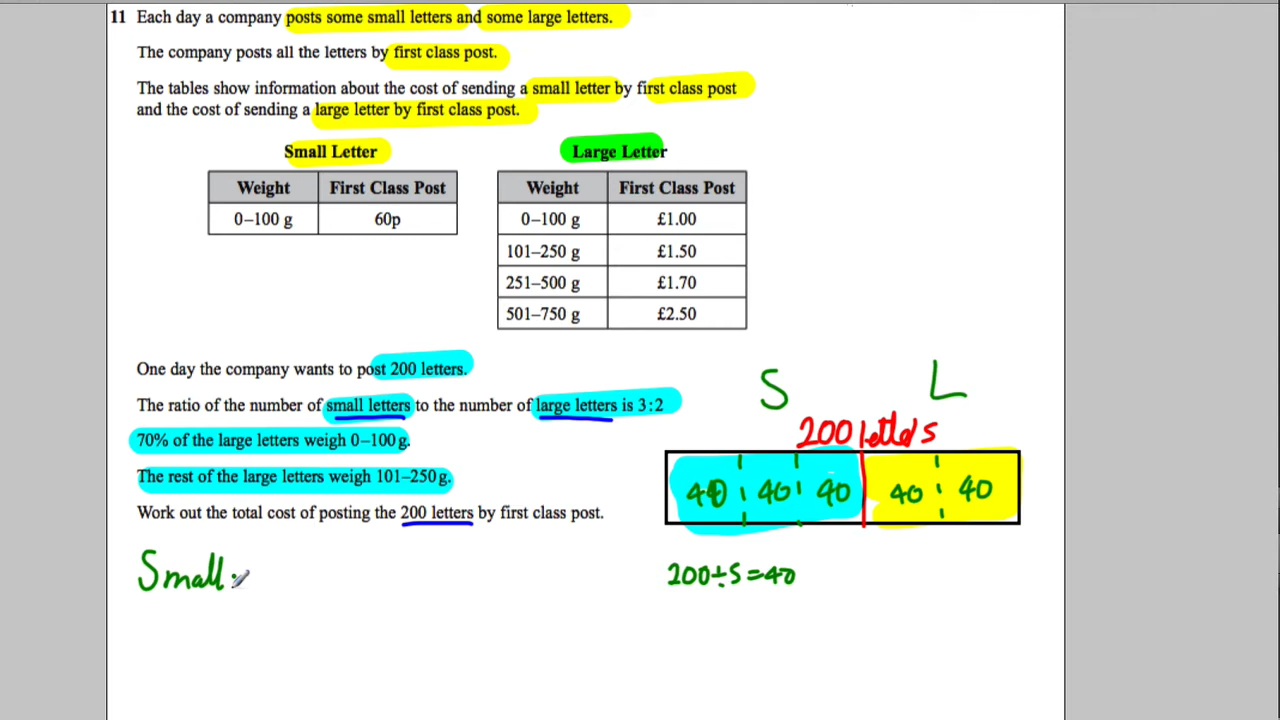 11 Each day a company posts some small letters and some large letters.
The company posts all the letters by first class post.
The tables show information about the cost of sending a small letter by first class post
and the cost of sending a large letter by first class post.
Small Letter Large Letter
Weight First Class Post Weight First Class Post
0–100 g 60p 0–100 g £1.00
101–250 g £1.50
251–500 g £1.70
501–750 g £2.50
One day the company wants to post 200 letters.
S L
The ratio of the number of small letters to the number of large letters is 3:2
200 letters
70% of the large letters weigh 0–100 g.
The rest of the large letters weigh 101–250 g.
40 40 40 40 40
Work out the total cost of posting the 200 letters by first class post.
Small: 200÷5=40